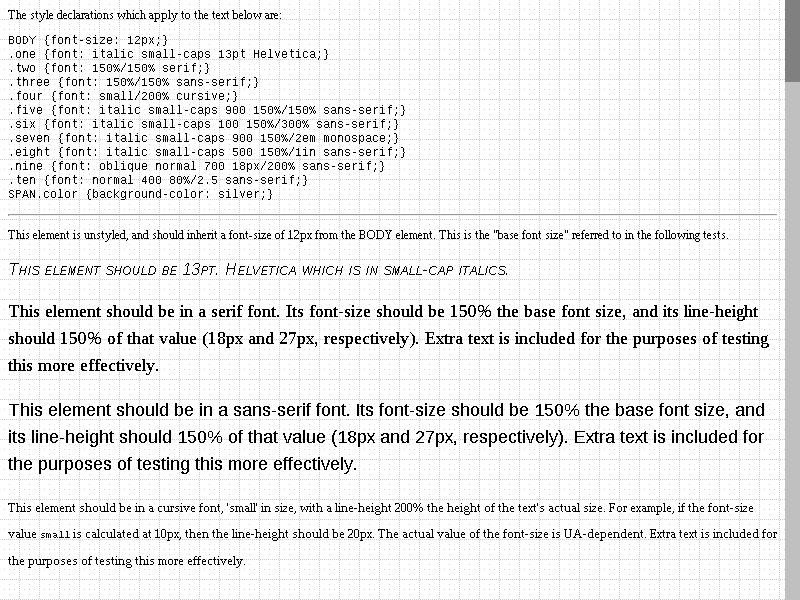 The style declarations which apply to the text below are:
BODY {font-size: 12px;}
.one {font: italic small-caps 13pt Helvetica;}
.two {font: 150%/150% serif;}
.three {font: 150%/150% sans-serif;}
.four {font: small/200% cursive;}
.five {font: italic small-caps 900 150%/150% sans-serif;}
.six {font: italic small-caps 100 150%/300% sans-serif;}
.seven {font: italic small-caps 900 150%/2em monospace;}
.eight {font: italic small-caps 500 150%/1in sans-serif;}
.nine {font: oblique normal 700 18px/200% sans-serif;}
.ten {font: normal 400 80%/2.5 sans-serif;}
SPAN.color {background-color: silver;}
This element is unstyled, and should inherit a font-size of 12px from the BODY element. This is the "base font size" referred to in the following tests.
This element should be 13pt. Helvetica which is in small-cap italics.
This element should be in a serif font. Its font-size should be 150% the base font size, and its line-height
should 150% of that value (18px and 27px, respectively). Extra text is included for the purposes of testing
this more effectively.
This element should be in a sans-serif font. Its font-size should be 150% the base font size, and
its line-height should 150% of that value (18px and 27px, respectively). Extra text is included for
the purposes of testing this more effectively.
This element should be in a cursive font, 'small' in size, with a line-height 200% the height of the text's actual size. For example, if the font-size
value small is calculated at 10px, then the line-height should be 20px. The actual value of the font-size is UA-dependent. Extra text is included for
the purposes of testing this more effectively.